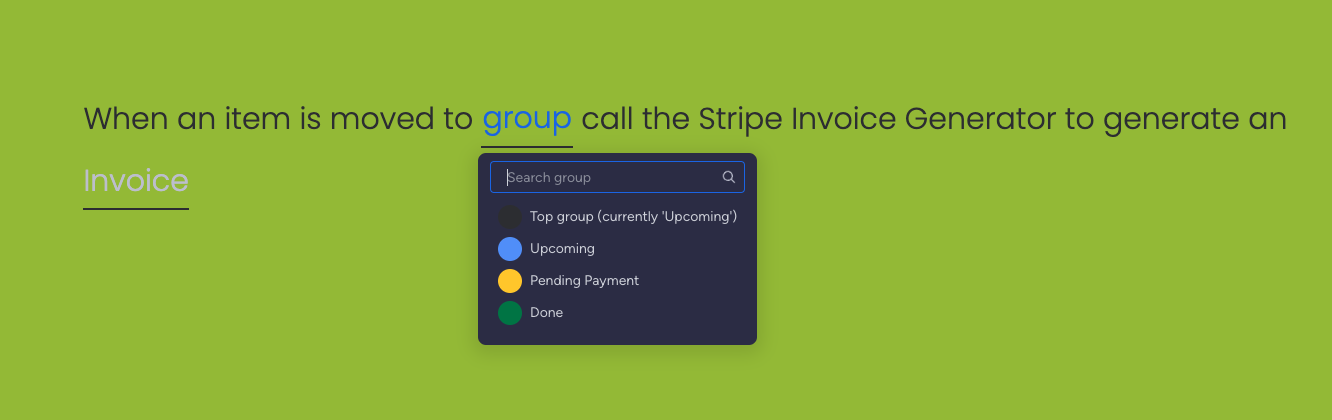 When an item is moved to group call the Stripe Invoice Generator to generate an
Invoice
Search group
Top group (currently 'Upcoming')
Upcoming
Pending Payment
Done